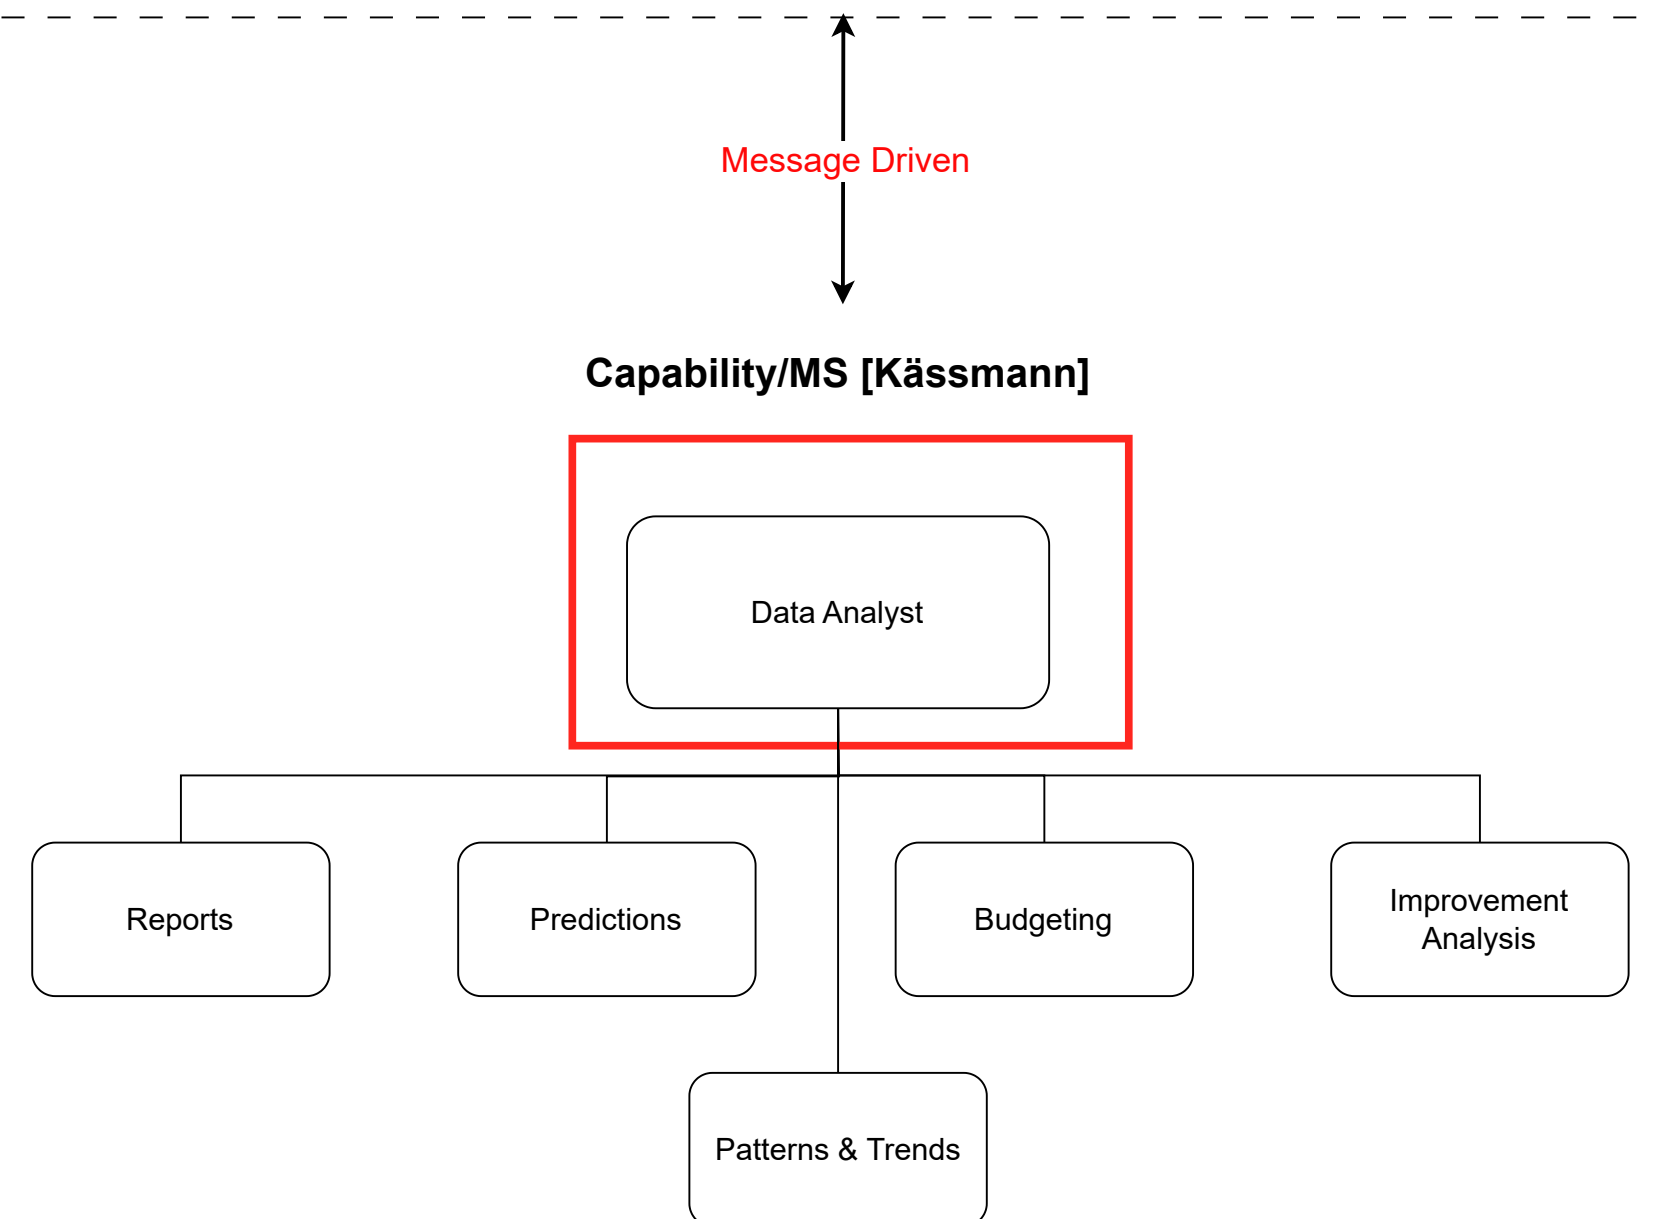 Message Driven
Capability/MS [Kässmann]
Data Analyst
Reports
Predictions
Budgeting
Improvement
Analysis
Patterns & Trends